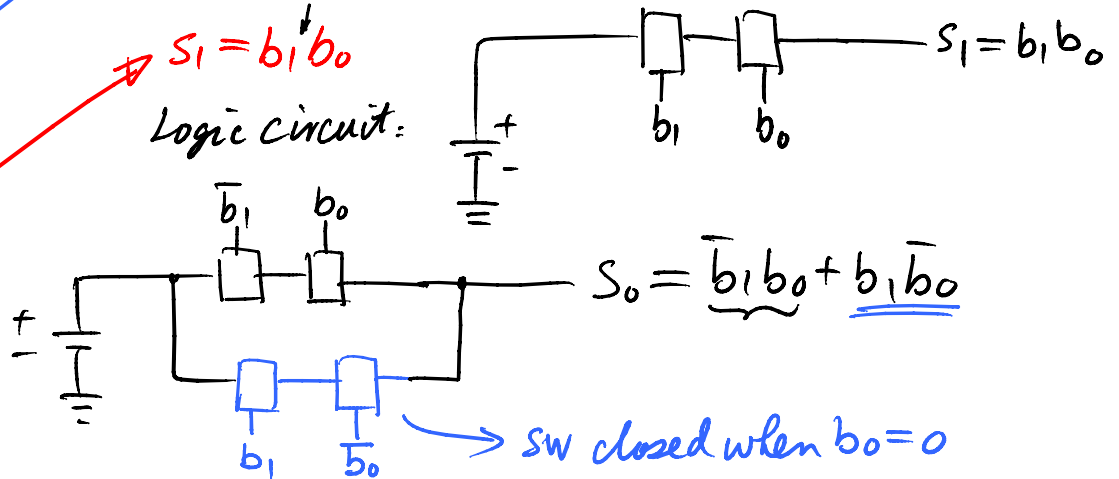 S₁ = b₁b₀
S₁ = b₁b₀
b₁ b₀
Logic circuit:
+
-
b̅₁ b₀
S₀ = b̅₁b₀ + b₁b̅₀
+
-
b₁ b̅₀
sw closed when b₀ = 0